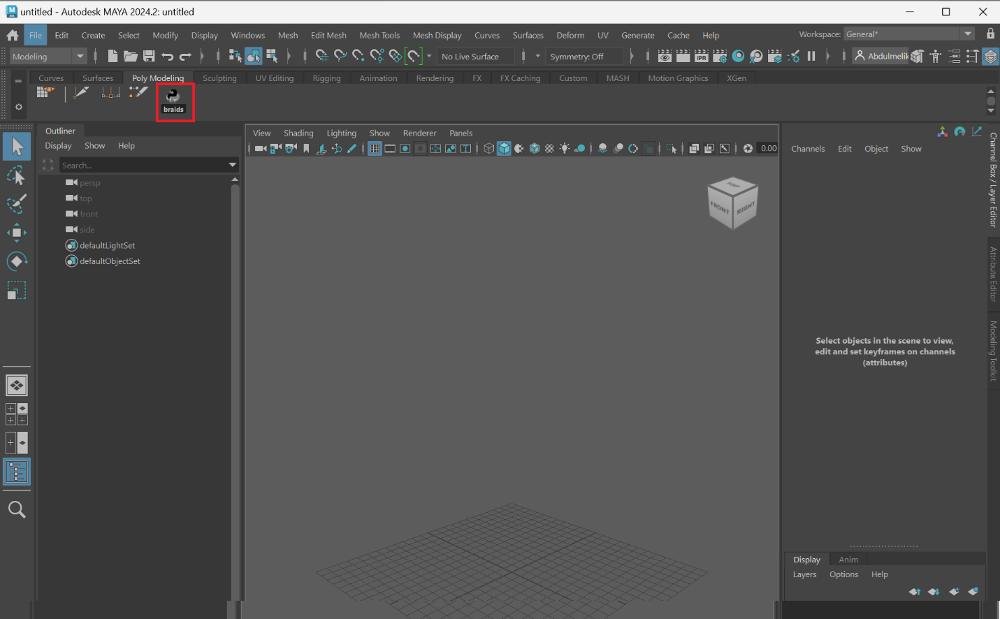 untitled - Autodesk MAYA 2024.2: untitled
File Edit Create Select Modify Display Windows Mesh Edit Mesh Mesh Tools Mesh Display Curves Surfaces Deform UV Generate Cache Help Workspace: General*
Modeling No Live Surface Symmetry: Off IPR Abdulmelik
Curves Surfaces Poly Modeling Sculpting UV Editing Rigging Animation Rendering FX FX Caching Custom MASH Motion Graphics XGen
braids
Outliner
Display Show Help
Search...
persp
top
front
side
defaultLightSet
defaultObjectSet
View Shading Lighting Show Renderer Panels
0.00
TOP
FRONT RIGHT
Channels Edit Object Show
Select objects in the scene to view,
edit and set keyframes on channels
(attributes)
Channel Box / Layer Editor
Attribute Editor
Modeling Toolkit
Display Anim
Layers Options Help